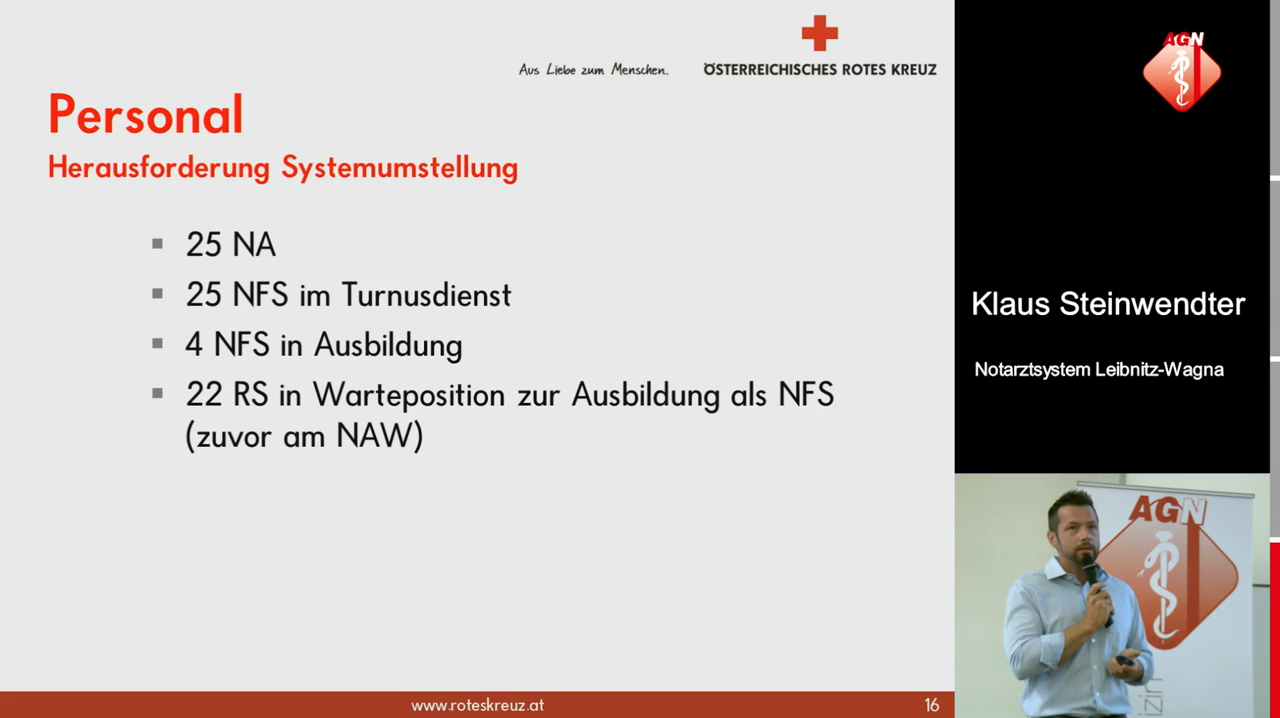 Aus Liebe zum Menschen.
ÖSTERREICHISCHES ROTES KREUZ
Personal
Herausforderung Systemumstellung
25 NA
25 NFS im Turnusdienst
4 NFS in Ausbildung
22 RS in Warteposition zur Ausbildung als NFS
(zuvor am NAW)
www.roteskreuz.at
16
AGN
Klaus Steinwendter
Notarztsystem Leibnitz-Wagna
AGN